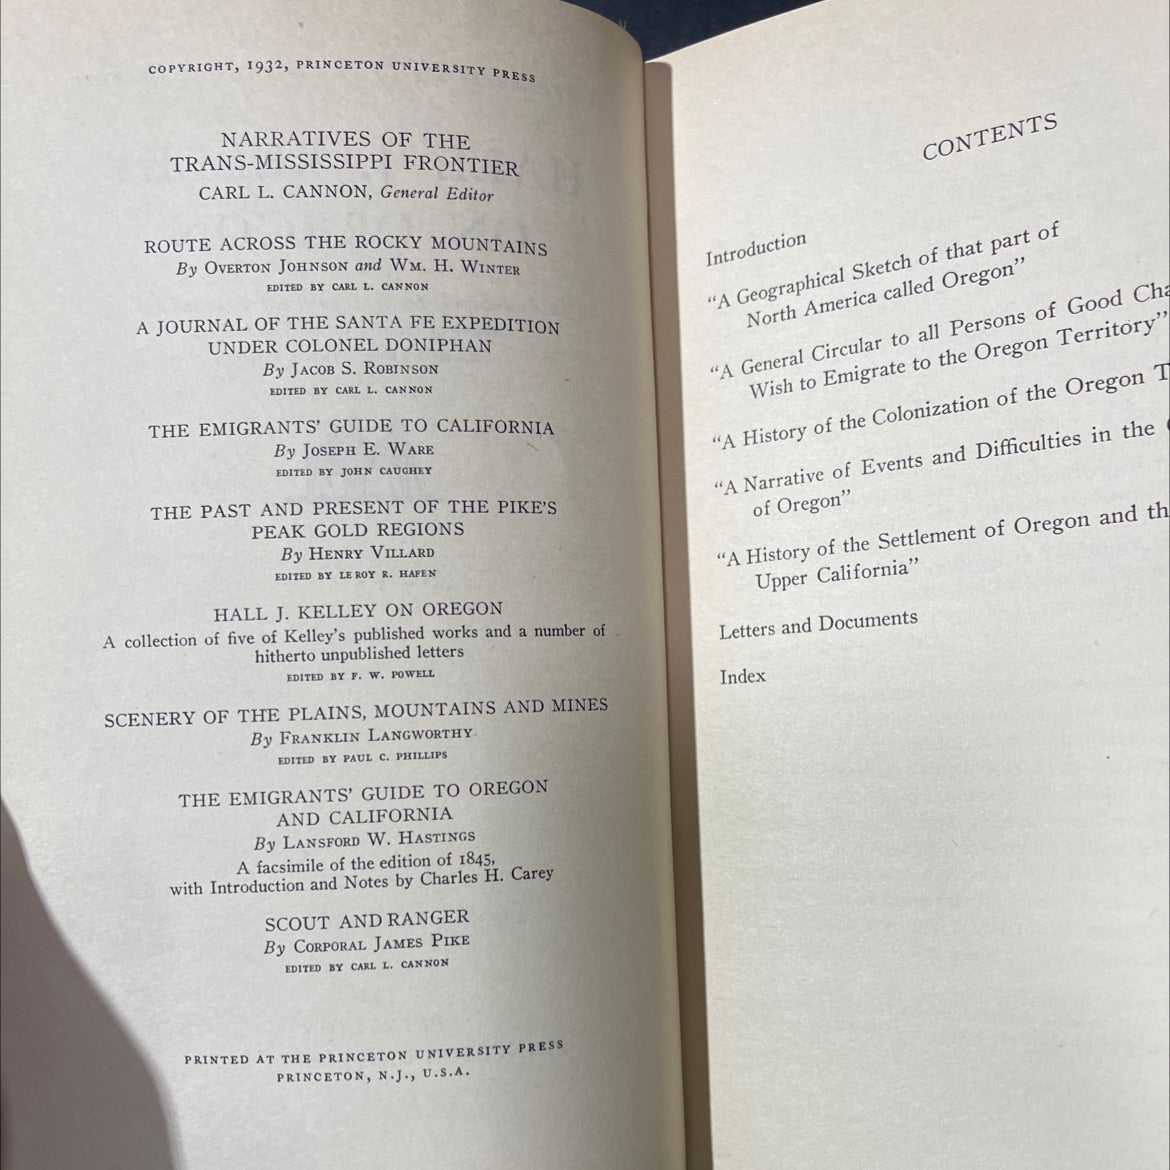 COPYRIGHT, 1932, PRINCETON UNIVERSITY PRESS
NARRATIVES OF THE
TRANS-MISSISSIPPI FRONTIER
CARL L. CANNON, General Editor
ROUTE ACROSS THE ROCKY MOUNTAINS
By OVERTON JOHNSON and WM. H. WINTER
EDITED BY CARL L. CANNON
A JOURNAL OF THE SANTA FE EXPEDITION
UNDER COLONEL DONIPHAN
By JACOB S. ROBINSON
EDITED BY CARL L. CANNON
THE EMIGRANTS' GUIDE TO CALIFORNIA
By JOSEPH E. WARE
EDITED BY JOHN CAUGHEY
THE PAST AND PRESENT OF THE PIKE'S
PEAK GOLD REGIONS
By HENRY VILLARD
EDITED BY LE ROY R. HAFEN
HALL J. KELLEY ON OREGON
A collection of five of Kelley's published works and a number of
hitherto unpublished letters
EDITED BY F. W. POWELL
SCENERY OF THE PLAINS, MOUNTAINS AND MINES
By FRANKLIN LANGWORTHY
EDITED BY PAUL C. PHILLIPS
THE EMIGRANTS' GUIDE TO OREGON
AND CALIFORNIA
By LANSFORD W. HASTINGS
A facsimile of the edition of 1845,
with Introduction and Notes by Charles H. Carey
SCOUT AND RANGER
By CORPORAL JAMES PIKE
EDITED BY CARL L. CANNON
PRINTED AT THE PRINCETON UNIVERSITY PRESS
PRINCETON, N.J., U.S.A.
CONTENTS
Introduction
"A Geographical Sketch of that part of
North America called Oregon"
"A General Circular to all Persons of Good
Wish to Emigrate to the Oregon Territory"
"A History of the Colonization of the Oregon
"A Narrative of Events and Difficulties in the
of Oregon"
"A History of the Settlement of Oregon and
Upper California"
Letters and Documents
Index